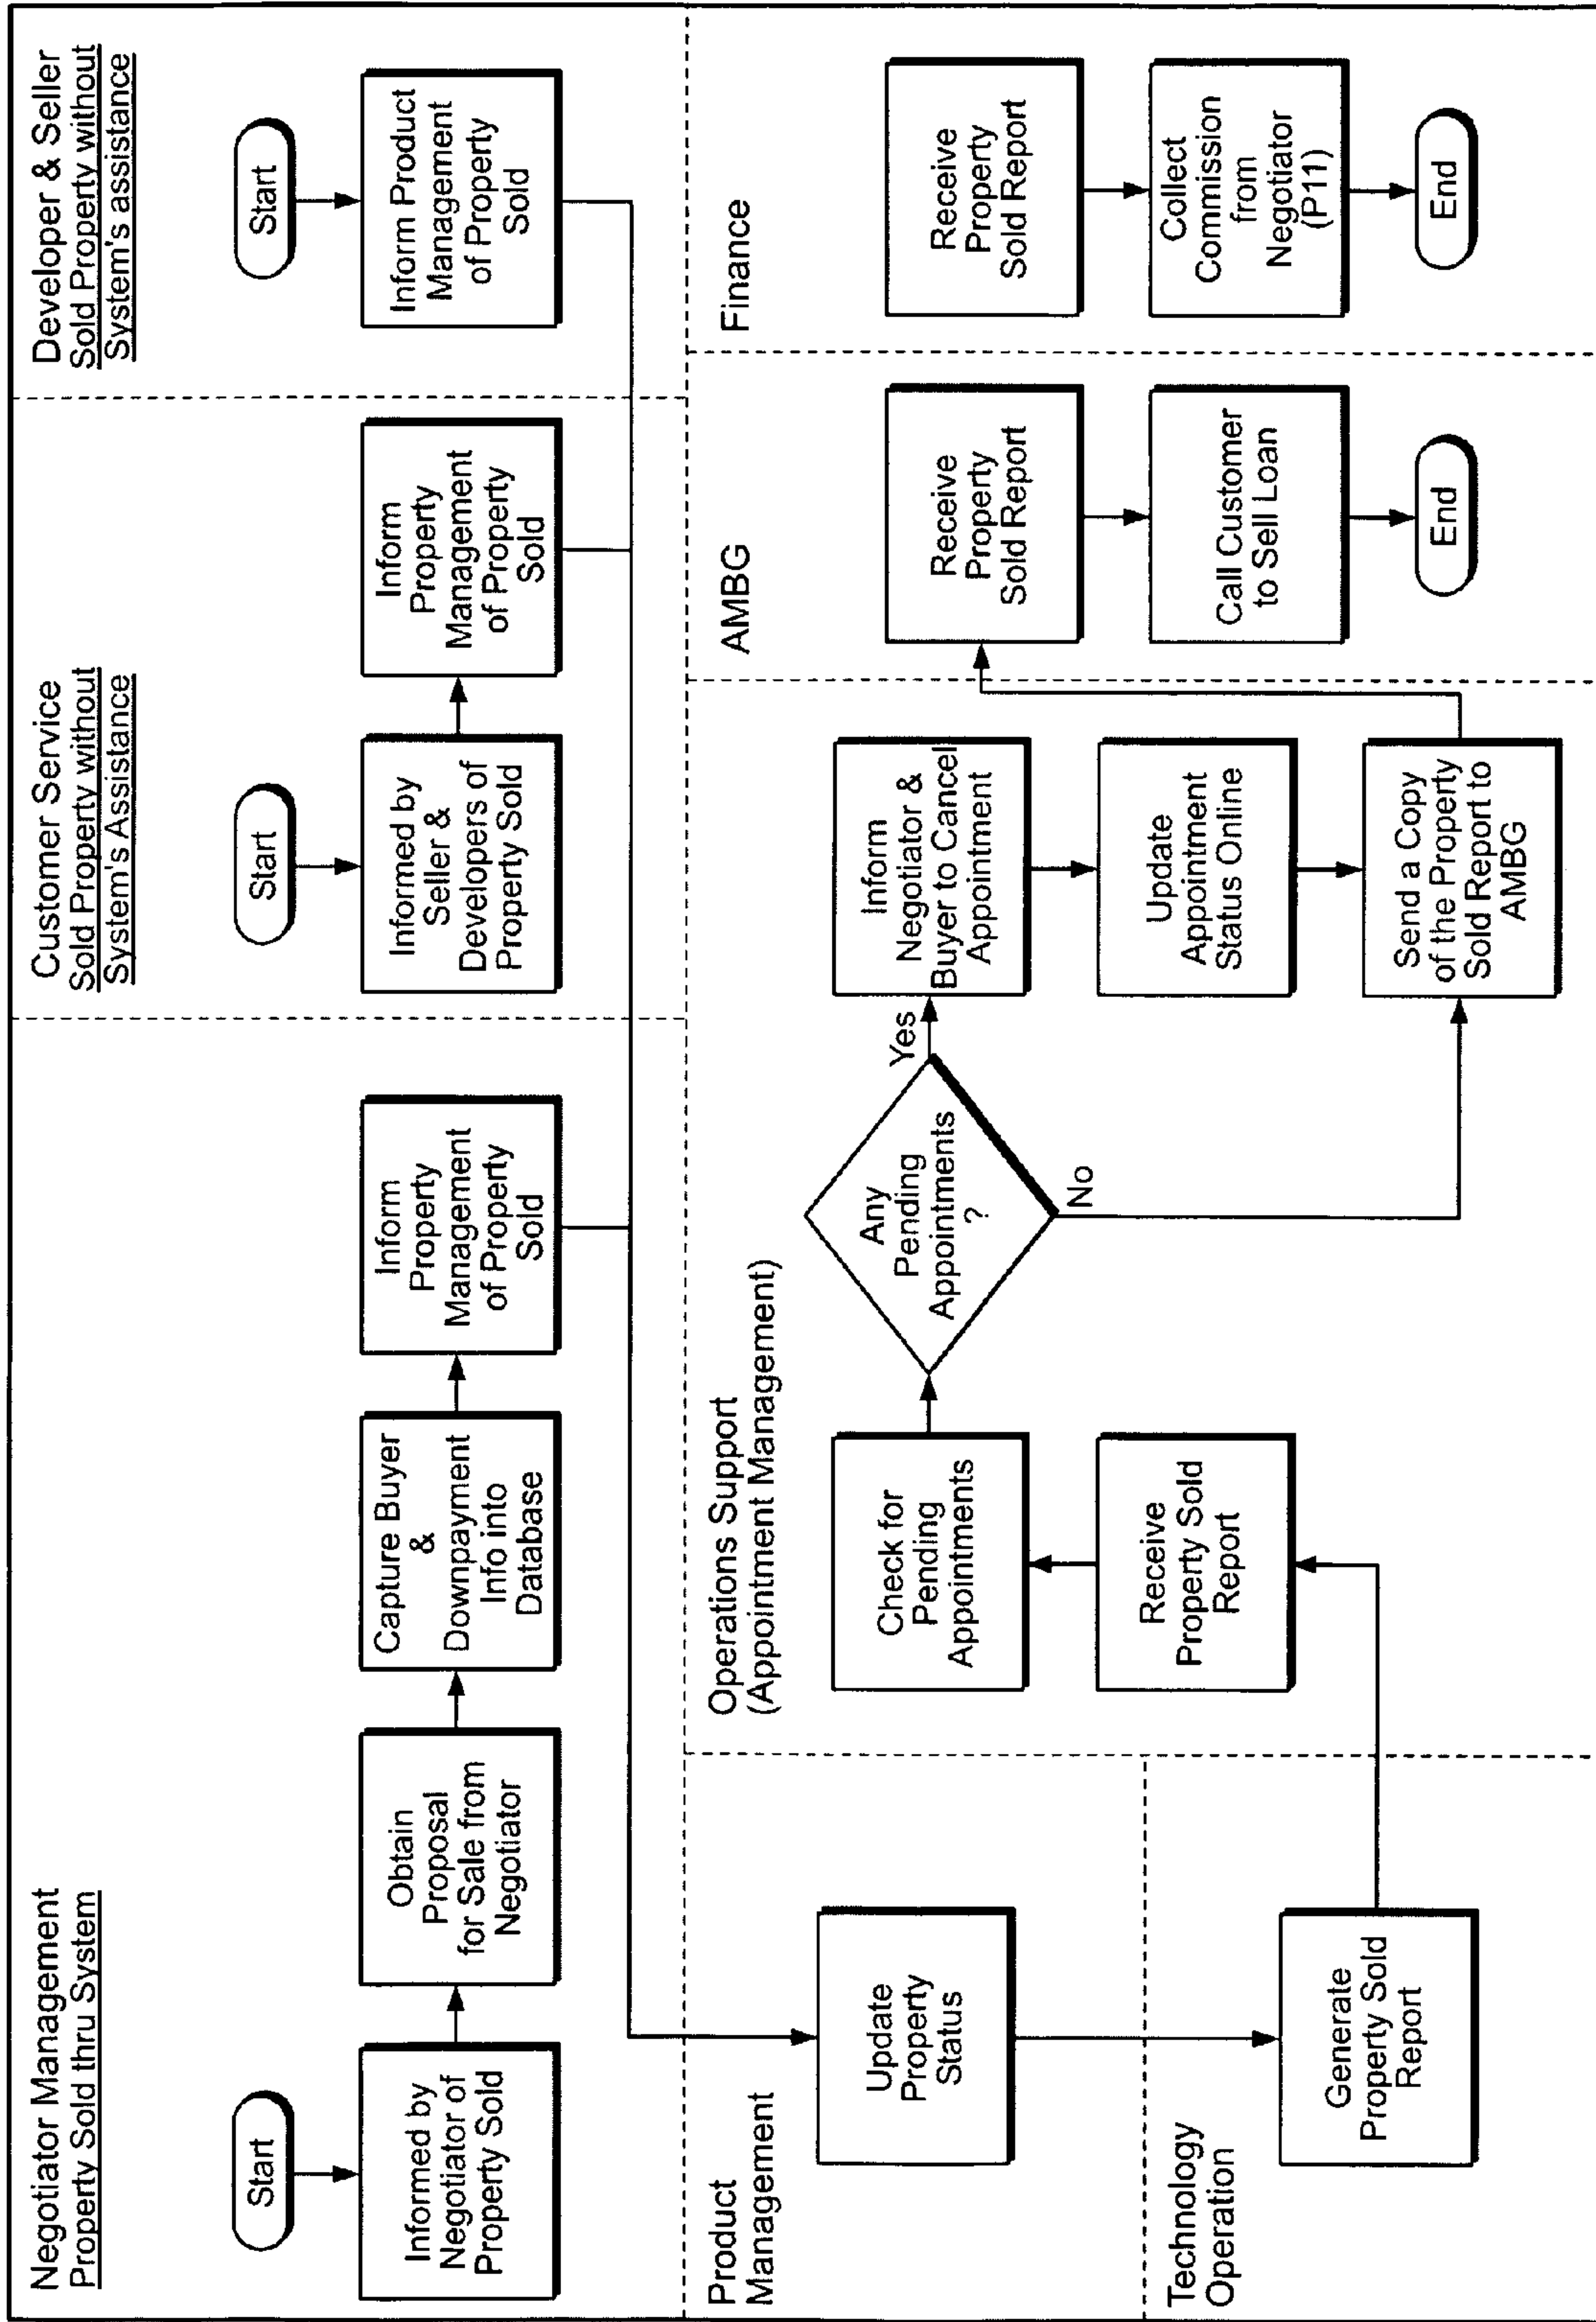 Negotiator Management
Property Sold thru System
Start
Informed by
Negotiator of
Property Sold
Obtain
Proposal
for Sale from
Negotiator
Capture Buyer
&
Downpayment
Info into
Database
Inform
Property
Management
of Property
Sold
Customer Service
Sold Property without
System's Assistance
Start
Informed by
Seller &
Developers of
Property Sold
Inform
Property
Management
of Property
Sold
Developer & Seller
Sold Property without
System's assistance
Start
Inform Product
Management
of Property
Sold
Product
Management
Update
Property
Status
Technology
Operation
Generate
Property Sold
Report
Operations Support
(Appointment Management)
Check for
Pending
Appointments
Receive
Property Sold
Report
Any
Pending
Appointments
?
Yes
No
Inform
Negotiator &
Buyer to Cancel
Appointment
Update
Appointment
Status Online
Send a Copy
of the Property
Sold Report to
AMBG
AMBG
Receive
Property
Sold Report
Call Customer
to Sell Loan
End
Finance
Receive
Property
Sold Report
Collect
Commission
from
Negotiator
(P11)
End